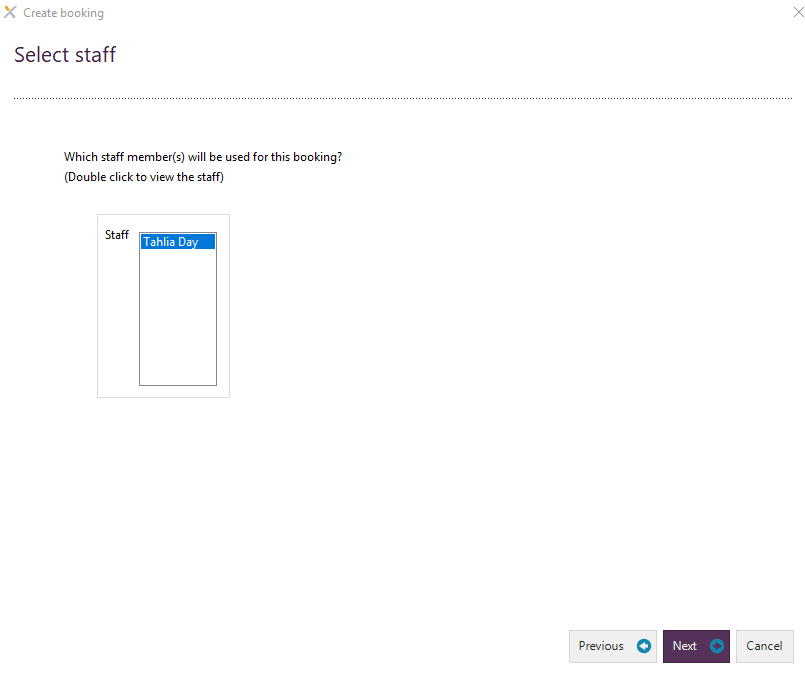 Create booking
Select staff
Which staff member(s) will be used for this booking?
(Double click to view the staff)
Staff
Tahlia Day
Previous
Next
Cancel